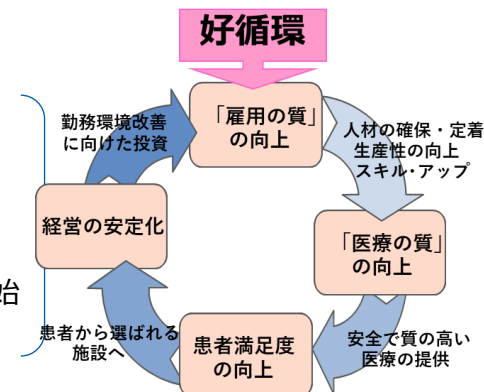 好循環
「雇用の質」
の向上
人材の確保・定着
生産性の向上
スキル・アップ
「医療の質」
の向上
安全で質の高い
医療の提供
患者満足度
の向上
患者から選ばれる
施設へ
経営の安定化
勤務環境改善
に向けた投資
始